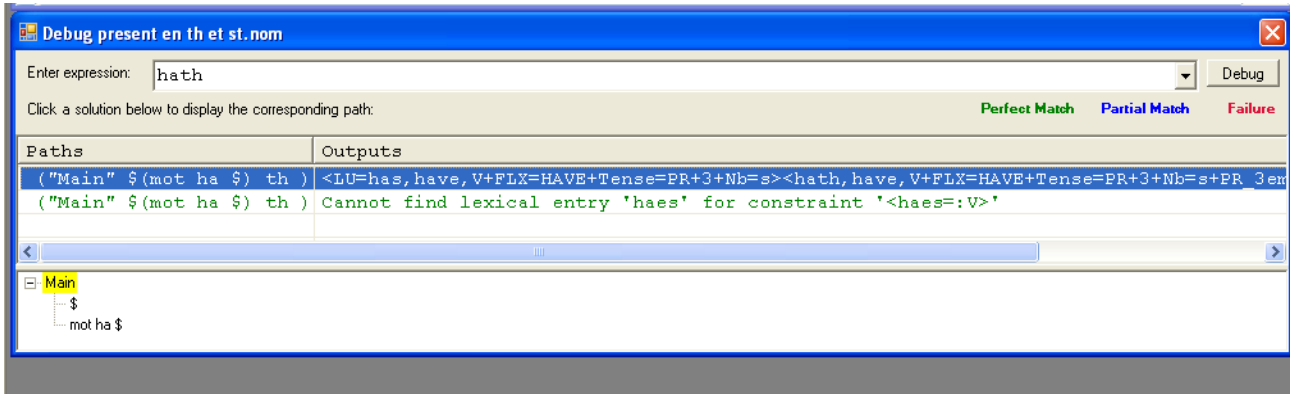 Debug present en th et st.nom
Enter expression: hath Debug
Click a solution below to display the corresponding path: Perfect Match Partial Match Failure
Paths Outputs
("Main" $(mot ha $) th ) <LU=has,have,V+FLX=HAVE+Tense=PR+3+Nb=s><hath,have,V+FLX=HAVE+Tense=PR+3+Nb=s+PR_3em
("Main" $(mot ha $) th ) Cannot find lexical entry 'haes' for constraint '<haes=:V>'
Main
$
mot ha $